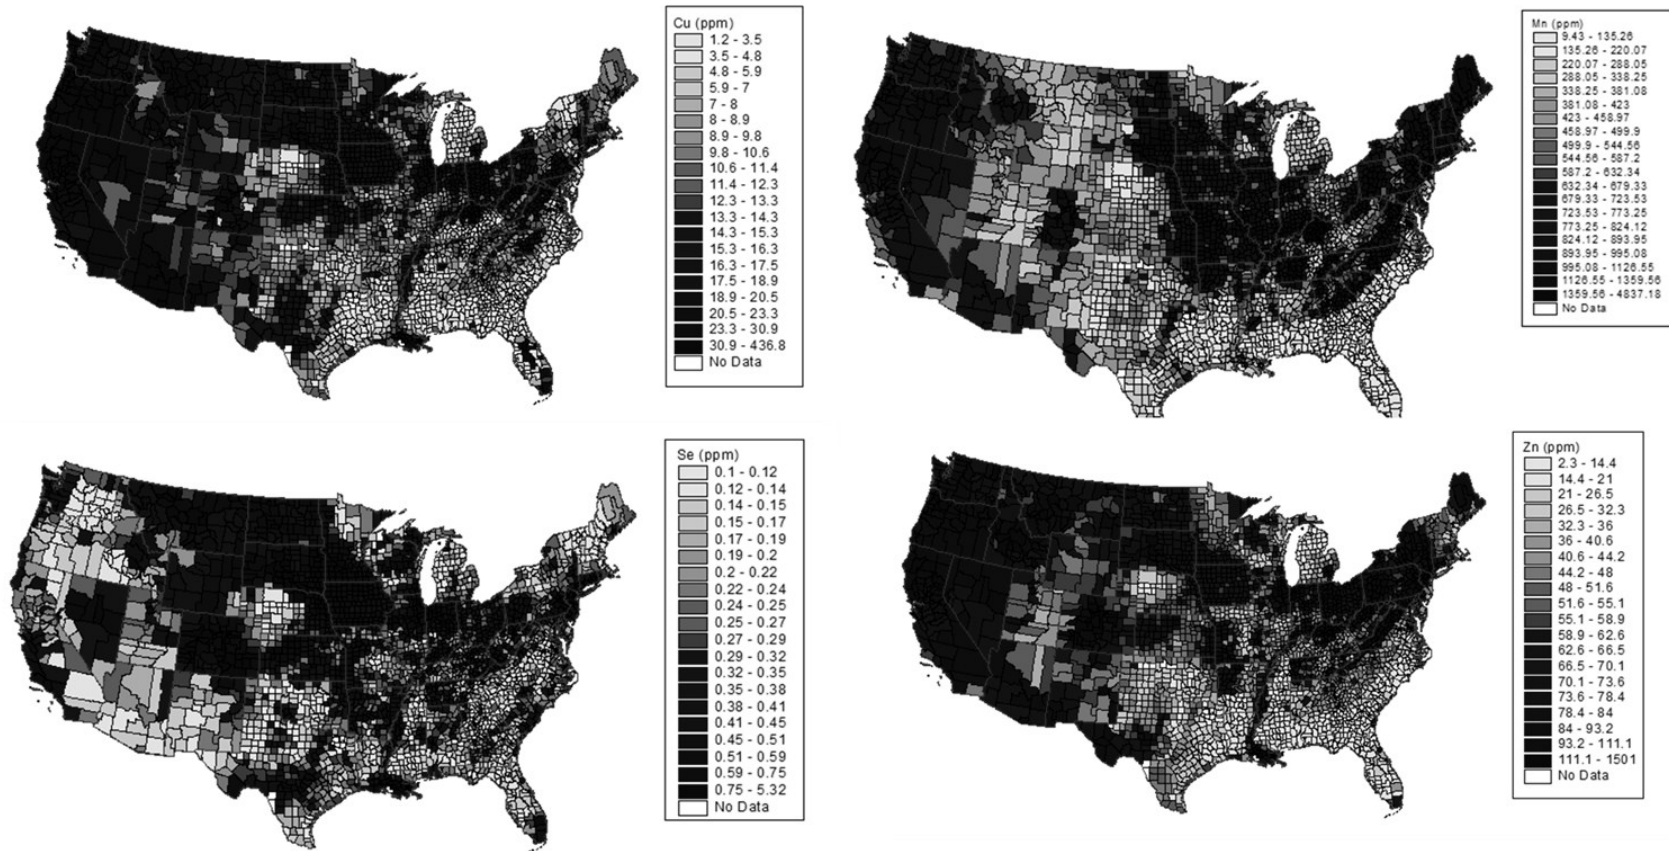 Cu (ppm)
1.2 - 3.5
3.5 - 4.8
4.8 - 5.9
5.9 - 7
7 - 8
8 - 8.9
8.9 - 9.8
9.8 - 10.6
10.6 - 11.4
11.4 - 12.3
12.3 - 13.3
13.3 - 14.3
14.3 - 15.3
15.3 - 16.3
16.3 - 17.5
17.5 - 18.9
18.9 - 20.5
20.5 - 23.3
23.3 - 30.9
30.9 - 436.8
No Data
Mn (ppm)
9.43 - 135.26
135.26 - 220.07
220.07 - 288.05
288.05 - 338.25
338.25 - 381.08
381.08 - 423
423 - 458.97
458.97 - 499.9
499.9 - 544.56
544.56 - 587.2
587.2 - 632.34
632.34 - 679.33
679.33 - 723.53
723.53 - 773.25
773.25 - 824.12
824.12 - 893.95
893.95 - 995.08
995.08 - 1126.55
1126.55 - 1359.56
1359.56 - 4837.18
No Data
Se (ppm)
0.1 - 0.12
0.12 - 0.14
0.14 - 0.15
0.15 - 0.17
0.17 - 0.19
0.19 - 0.2
0.2 - 0.22
0.22 - 0.24
0.24 - 0.25
0.25 - 0.27
0.27 - 0.29
0.29 - 0.32
0.32 - 0.35
0.35 - 0.38
0.38 - 0.41
0.41 - 0.45
0.45 - 0.51
0.51 - 0.59
0.59 - 0.75
0.75 - 5.32
No Data
Zn (ppm)
2.3 - 14.4
14.4 - 21
21 - 26.5
26.5 - 32.3
32.3 - 36
36 - 40.6
40.6 - 44.2
44.2 - 48
48 - 51.6
51.6 - 55.1
55.1 - 58.9
58.9 - 62.6
62.6 - 66.5
66.5 - 70.1
70.1 - 73.6
73.6 - 78.4
78.4 - 84
84 - 93.2
93.2 - 111.1
111.1 - 1501
No Data